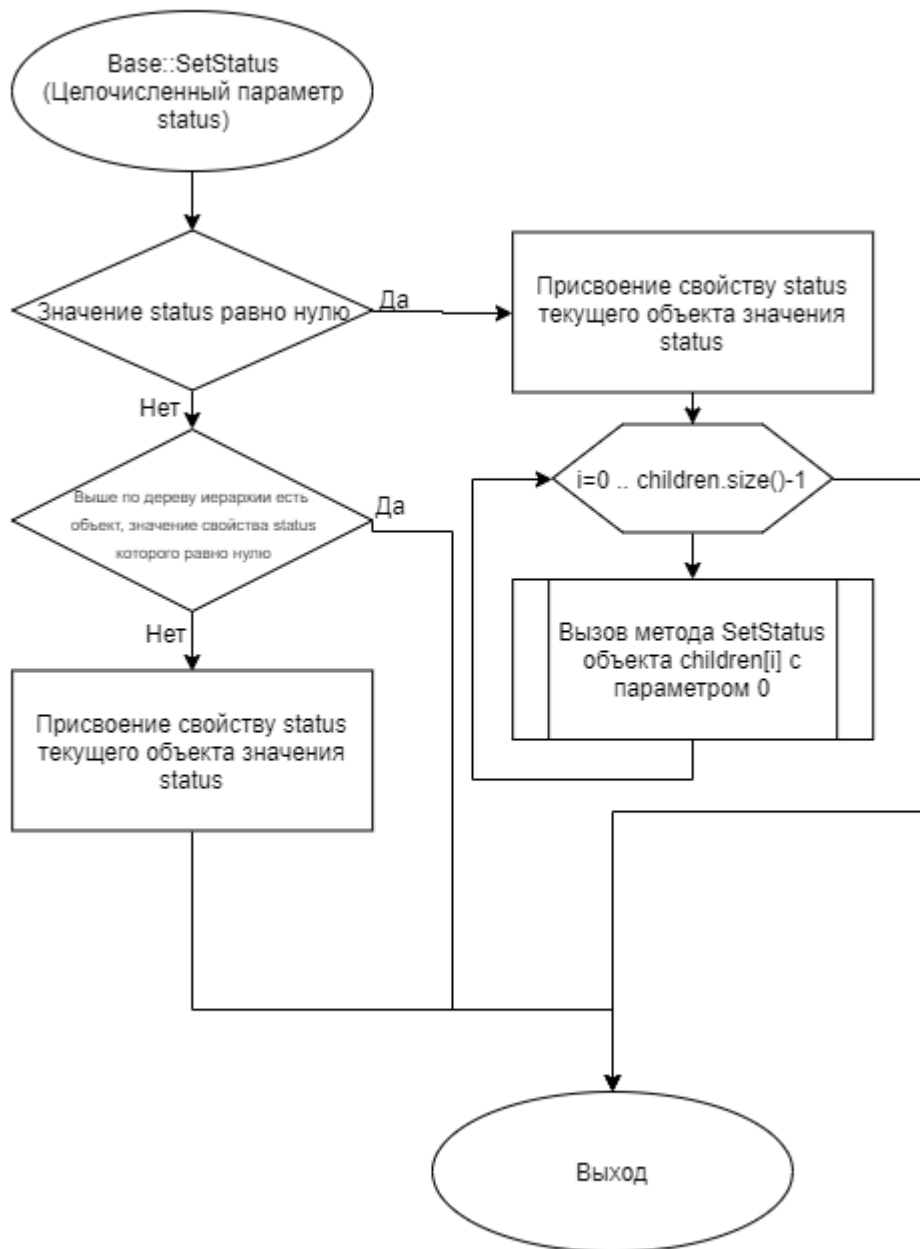 Base::SetStatus
(Целочисленный параметр
status)
Значение status равно нулю
Да
Присвоение свойству status
текущего объекта значения
status
Нет
i=0 .. children.size()-1
Выше по дереву иерархии есть
объект, значение свойства status
которого равно нулю
Да
Вызов метода SetStatus
объекта children[i] с
параметром 0
Нет
Присвоение свойству status
текущего объекта значения
status
Выход